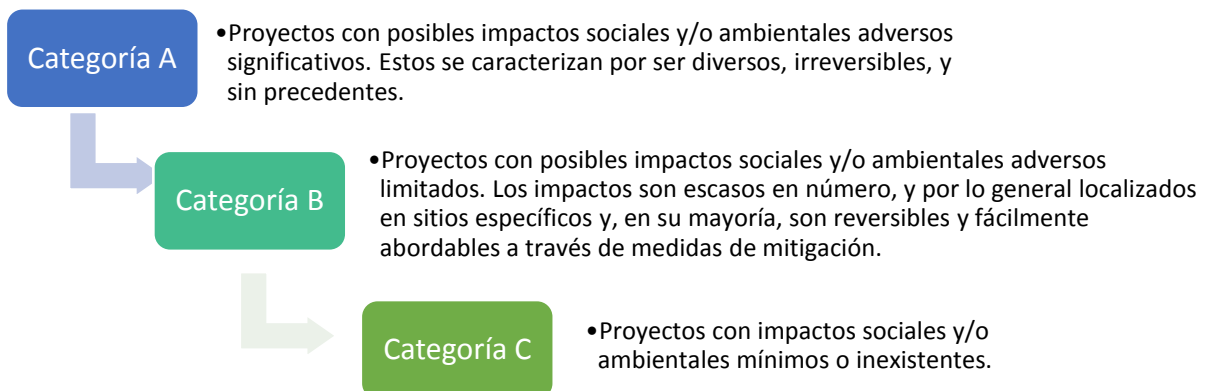 Categoría A
•Proyectos con posibles impactos sociales y/o ambientales adversos
significativos. Estos se caracterizan por ser diversos, irreversibles, y
sin precedentes.
Categoría B
•Proyectos con posibles impactos sociales y/o ambientales adversos
limitados. Los impactos son escasos en número, y por lo general localizados
en sitios específicos y, en su mayoría, son reversibles y fácilmente
abordables a través de medidas de mitigación.
Categoría C
•Proyectos con impactos sociales y/o
ambientales mínimos o inexistentes.